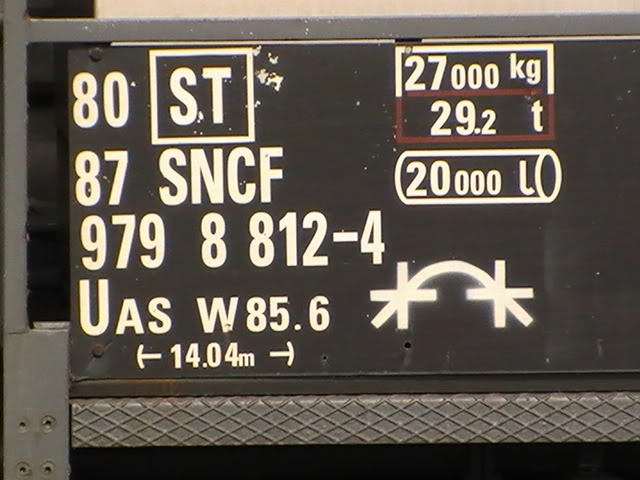 80 ST
87 SNCF
979 8 812-4
UAS W85.6
14.04m
27000 kg
29.2 t
20000 l